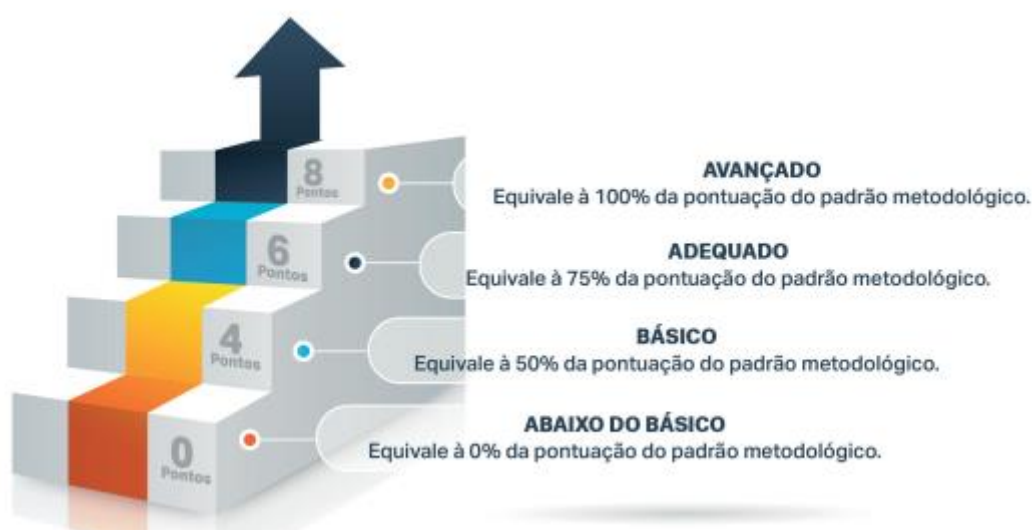 8
Pontos
AVANÇADO
Equivale à 100% da pontuação do padrão metodológico.
6
Pontos
ADEQUADO
Equivale à 75% da pontuação do padrão metodológico.
4
Pontos
BÁSICO
Equivale à 50% da pontuação do padrão metodológico.
0
Pontos
ABAIXO DO BÁSICO
Equivale à 0% da pontuação do padrão metodológico.